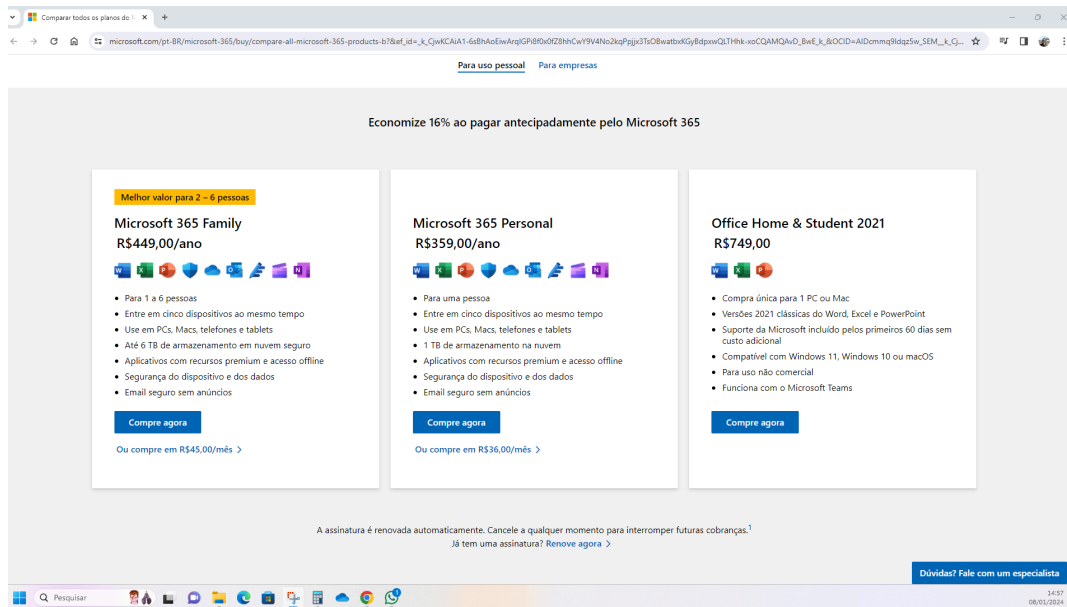 Comparar todos os planos do
microsoft.com/pt-BR/microsoft-365/buy/compare-all-microsoft-365-products-b?&ef_id=_k_CjwKCAiA1-6sBhAoEiwArqlGPi8f0x0fZ8hhCwY9V4No2kqPpjjx3TsOBwatbxKGyBdpxwQLTHhk-xoCQAMQAvD_BwE_k_&OCID=AIDcmmq9ldqz5w_SEM__k_Cj...
Para uso pessoal Para empresas
Economize 16% ao pagar antecipadamente pelo Microsoft 365
Melhor valor para 2 – 6 pessoas
Microsoft 365 Family
R$449,00/ano
• Para 1 a 6 pessoas
• Entre em cinco dispositivos ao mesmo tempo
• Use em PCs, Macs, telefones e tablets
• Até 6 TB de armazenamento em nuvem seguro
• Aplicativos com recursos premium e acesso offline
• Segurança do dispositivo e dos dados
• Email seguro sem anúncios
Compre agora
Ou compre em R$45,00/mês >
Microsoft 365 Personal
R$359,00/ano
• Para uma pessoa
• Entre em cinco dispositivos ao mesmo tempo
• Use em PCs, Macs, telefones e tablets
• 1 TB de armazenamento na nuvem
• Aplicativos com recursos premium e acesso offline
• Segurança do dispositivo e dos dados
• Email seguro sem anúncios
Compre agora
Ou compre em R$36,00/mês >
Office Home & Student 2021
R$749,00
• Compra única para 1 PC ou Mac
• Versões 2021 clássicas do Word, Excel e PowerPoint
• Suporte da Microsoft incluído pelos primeiros 60 dias sem
custo adicional
• Compatível com Windows 11, Windows 10 ou macOS
• Para uso não comercial
• Funciona com o Microsoft Teams
Compre agora
A assinatura é renovada automaticamente. Cancele a qualquer momento para interromper futuras cobranças.1
Já tem uma assinatura? Renove agora >
Dúvidas? Fale com um especialista
Pesquisar
14:57
08/01/2024